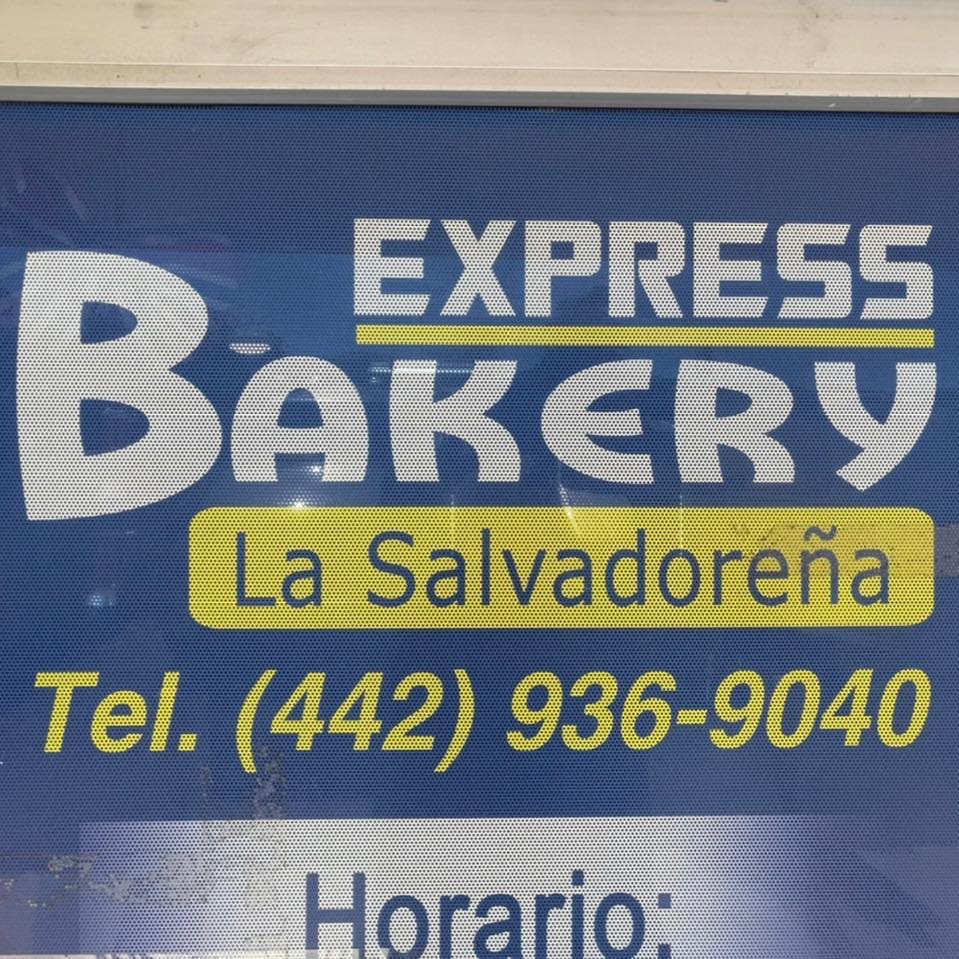 EXPRESS
BAKERY
La Salvadoreña
Tel. (442) 936-9040
Horario: